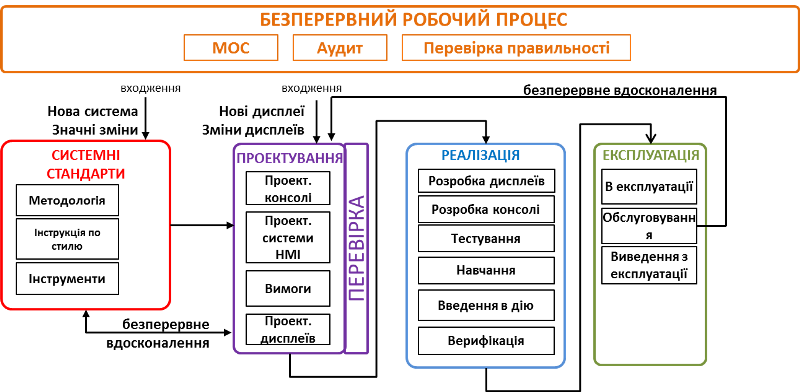 БЕЗПЕРЕРВНИЙ РОБОЧИЙ ПРОЦЕС
МОС
Аудит
Перевірка правильності
входження
Нова система
Значні зміни
входження
Нові дисплеї
Зміни дисплеїв
безперервне вдосконалення
СИСТЕМНІ
СТАНДАРТИ
Методологія
Інструкція по
стилю
Інструменти
безперервне
вдосконалення
ПРОЕКТУВАННЯ
Проект.
консолі
Проект.
системи
HMI
Вимоги
Проект.
дисплеїв
ПЕРЕВІРКА
РЕАЛІЗАЦІЯ
Розробка дисплеїв
Розробка консолі
Тестування
Навчання
Введення в дію
Верифікація
ЕКСПЛУАТАЦІЯ
В експлуатації
Обслуговуванн
я
Виведення з
експлуатації